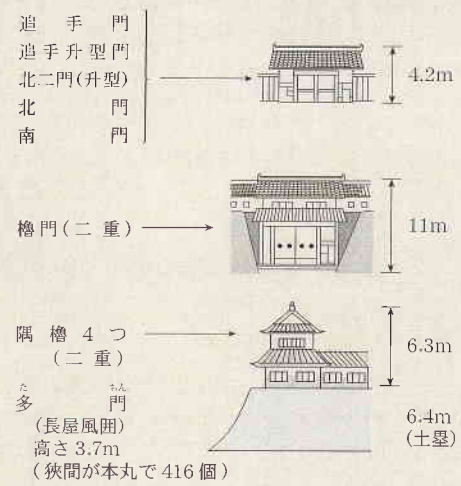 追手門
追手升型門
北二門(升型)
北門
南門
4.2m
櫓門(二重)
11m
隅櫓4つ
(二重)
6.3m
た もん
多門
(長屋風囲)
高さ3.7m
(狭間が本丸で416個)
6.4m
(土塁)